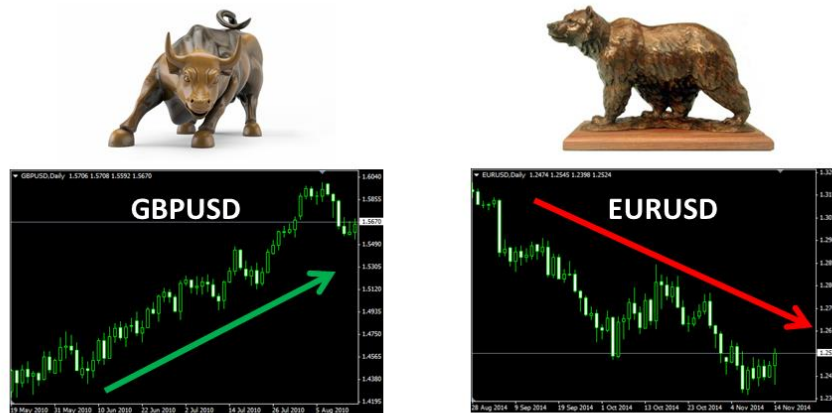 GBPUSD,Daily 1.5706 1.5708 1.5592 1.5670
GBPUSD
1.6040
1.5855
1.5670
1.5490
1.5305
1.5120
1.4935
1.4750
1.4565
1.4380
1.4195
19 May 2010 31 May 2010 10 Jun 2010 22 Jun 2010 2 Jul 2010 14 Jul 2010 26 Jul 2010 5 Aug 2010
EURUSD,Daily 1.2474 1.2545 1.2398 1.2524
EURUSD
28 Aug 2014 9 Sep 2014 19 Sep 2014 1 Oct 2014 13 Oct 2014 23 Oct 2014 4 Nov 2014 14 Nov 2014